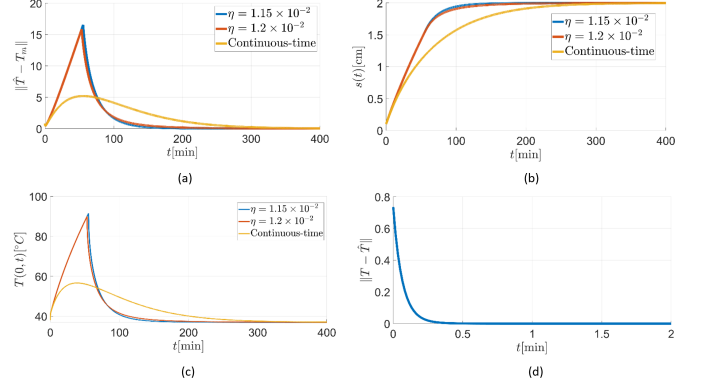 20
15
10
5
0
0
100
200
300
400
‖T̂ − Tₘ‖
t[min]
η = 1.15 × 10⁻²
η = 1.2 × 10⁻²
Continuous-time
(a)
2
1.5
1
0.5
0
0
100
200
300
400
s(t)[cm]
t[min]
η = 1.15 × 10⁻²
η = 1.2 × 10⁻²
Continuous-time
(b)
100
80
60
40
0
100
200
300
400
T(0, t)[°C]
t[min]
η = 1.15 × 10⁻²
η = 1.2 × 10⁻²
Continuous-time
(c)
0.8
0.6
0.4
0.2
0
0
0.5
1
1.5
2
‖T − T̂‖
t[min]
(d)